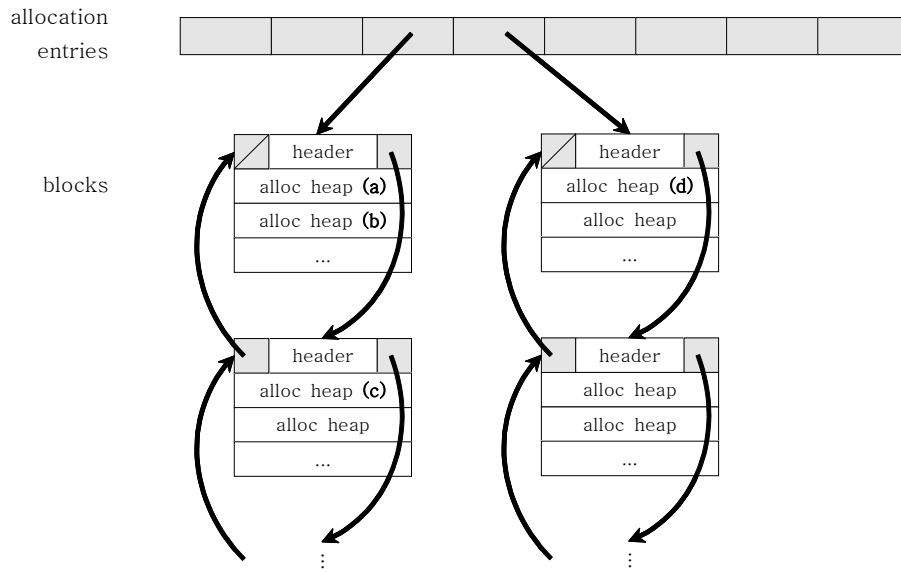 allocation
entries
header
header
blocks
alloc heap (a)
alloc heap (d)
alloc heap (b)
alloc heap
...
...
header
header
alloc heap (c)
alloc heap
alloc heap
alloc heap
...
...
⋮
⋮